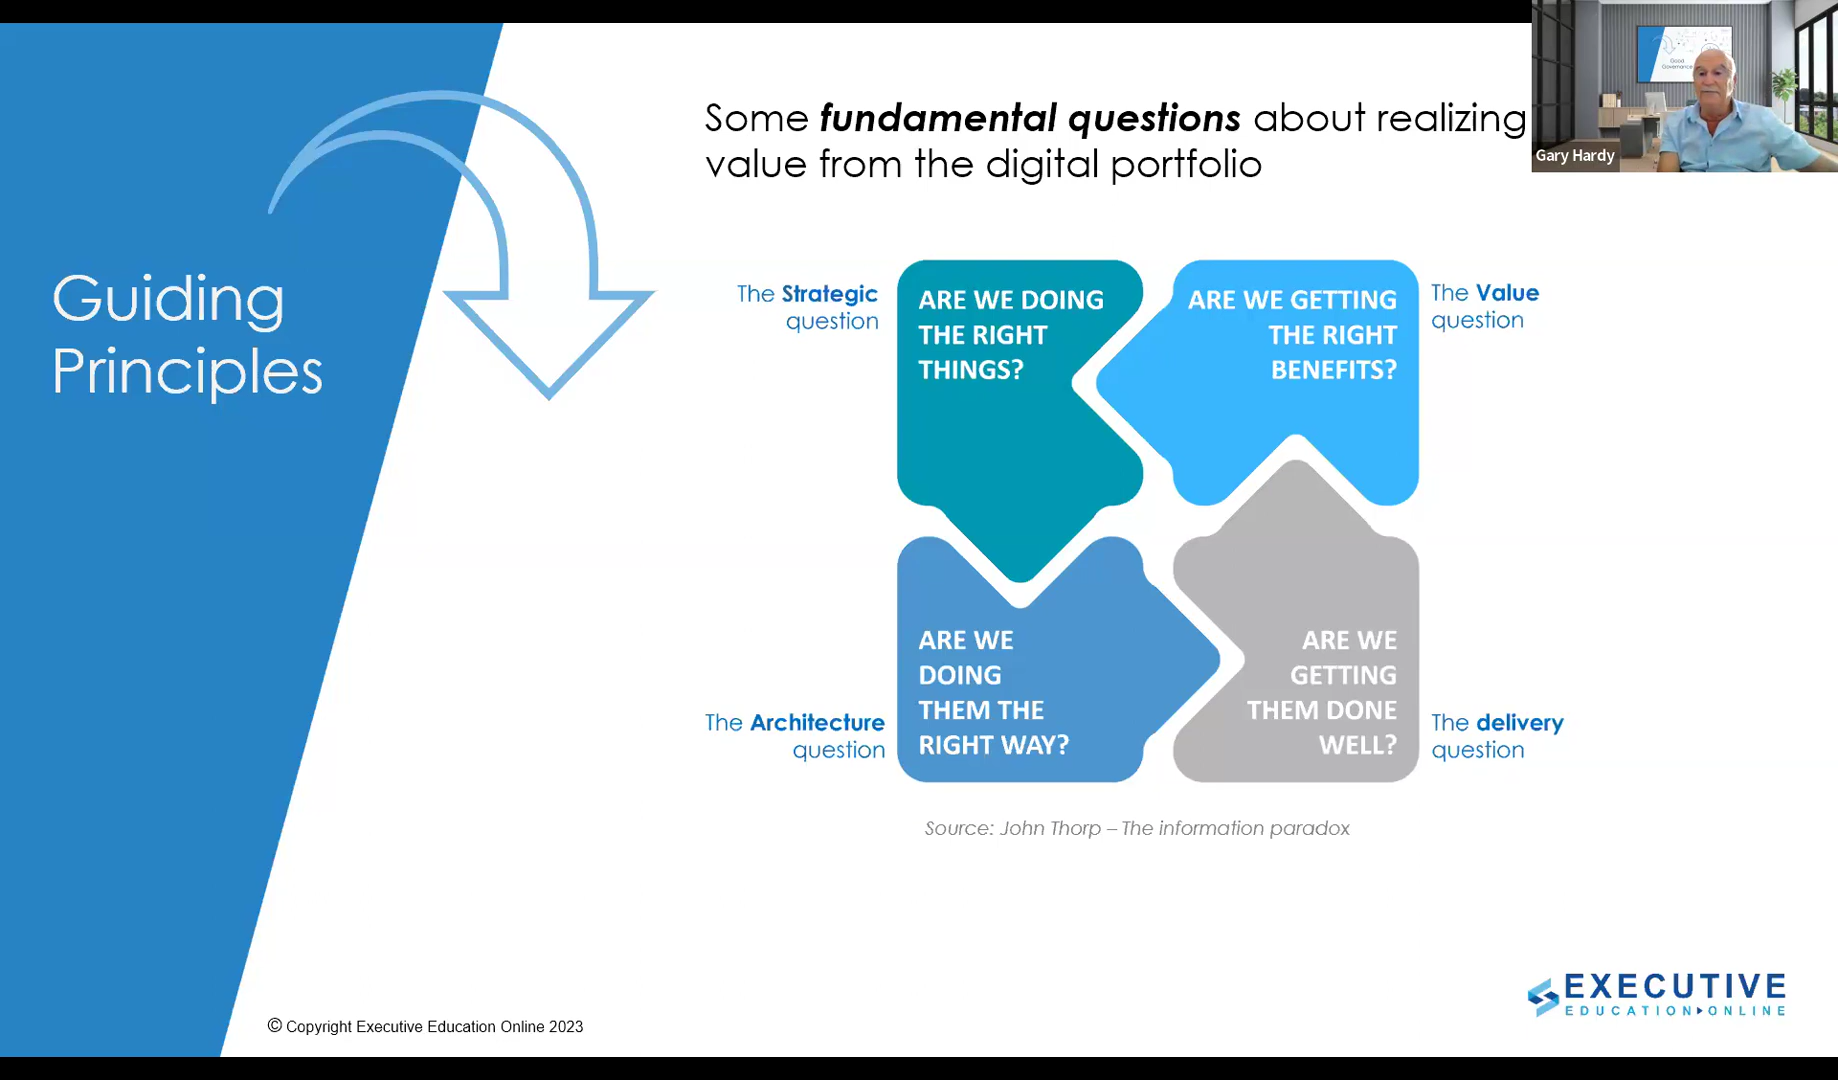 Guiding
Principles
Some fundamental questions about realizing
value from the digital portfolio
Gary Hardy
The Strategic
question
ARE WE DOING
THE RIGHT
THINGS?
ARE WE GETTING
THE RIGHT
BENEFITS?
The Value
question
The Architecture
question
ARE WE
DOING
THEM THE
RIGHT WAY?
ARE WE
GETTING
THEM DONE
WELL?
The delivery
question
Source: John Thorp – The information paradox
© Copyright Executive Education Online 2023
EXECUTIVE
EDUCATION ONLINE
Good
Governance